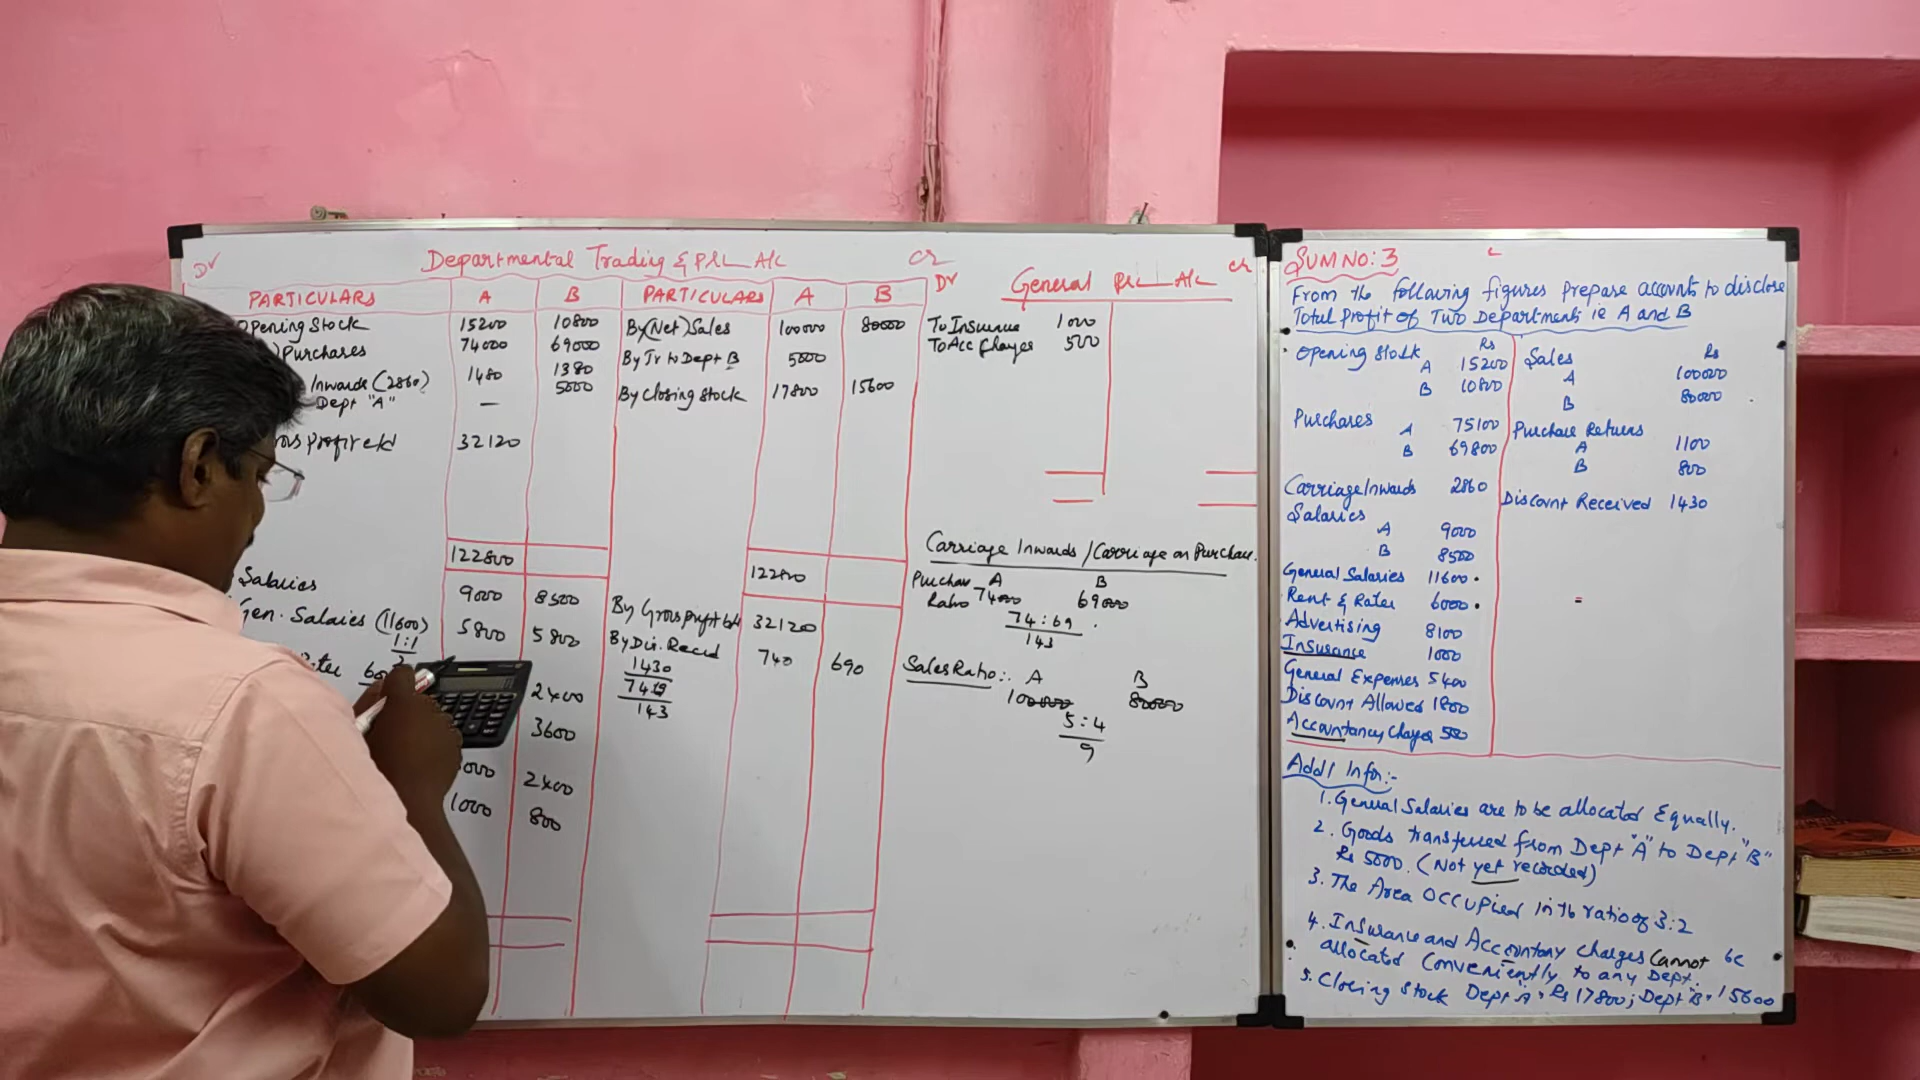 Dr Departmental Trading & P&L A/c Cr
PARTICULARS A B PARTICULARS A B
Opening Stock 15200 10800 By (Net) Sales 100000 80000
) Purchases 74000 69000 By Tr to Dept B 5000
Inwards (2860) 1480 1380
Dept "A" — 5000 By Closing Stock 17800 15600
Profit c/d 32120
122800 122800
Salaries 9000 8500 By Gross Profit b/d 32120
Gen. Salaries (11600) 5800 5800 By Dis. Recd 740 690
1:1
1430
74:69
143
2400
3600
2400
1000 800
Dr General P&L A/c Cr
To Insurance 1000
To Acc Charges 500
Carriage Inwards / Carriage on Purchase.
Purchase A B
Ratio 74000 69000
74:69
143
Sales Ratio:- A B
100000 80000
5:4
9
SUM NO: 3
From the following figures prepare accounts to disclose
Total Profit of Two Departments ie A and B
Opening Stock Rs
A 15200
B 10800
Purchases
A 75100
B 69800
Carriage Inwards 2860
Salaries
A 9000
B 8500
General Salaries 11600
Rent & Rates 6000
Advertising 8100
Insurance 1000
General Expenses 5400
Discount Allowed 1800
Accountancy Charges 500
Sales Rs
A 100000
B 80000
Purchase Returns
A 1100
B 800
Discount Received 1430
Addl Infor:-
1. General Salaries are to be allocated Equally.
2. Goods transferred from Dept "A" to Dept "B"
Rs 5000. (Not yet recorded)
3. The Area Occupied in the ratio of 3:2
4. Insurance and Accountancy Charges Cannot be
allocated Conveniently to any Dept.
5. Closing Stock Dept "A" Rs 17800; Dept "B" 15600